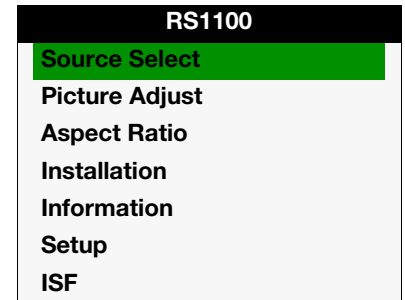 RS1100
Source Select
Picture Adjust
Aspect Ratio
Installation
Information
Setup
ISF